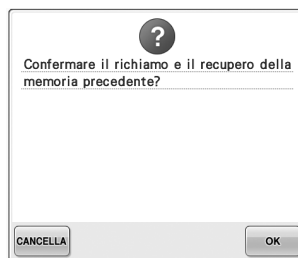 ?
Confermare il richiamo e il recupero della
memoria precedente?
CANCELLA
OK